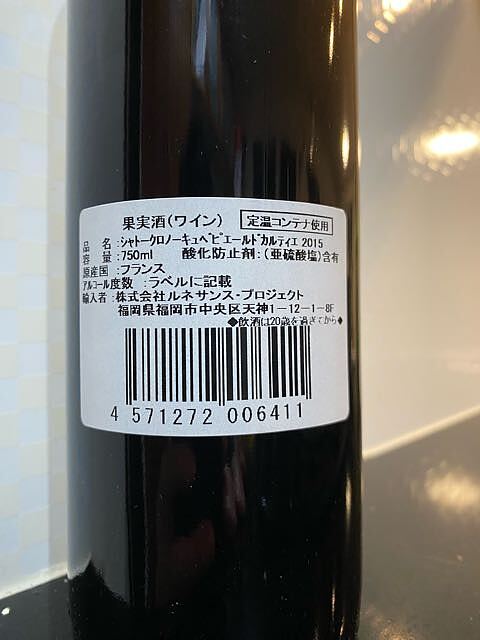 果実酒(ワイン) 定温コンテナ使用
品 名 :シャトークロノーキュベピエールドカルティエ 2015
容 量 :750ml 酸化防止剤:(亜硫酸塩)含有
原産国 :フランス
アルコール度数 :ラベルに記載
輸入者 :株式会社ルネサンス・プロジェクト
福岡県福岡市中央区天神1-12-1-8F
◆飲酒は20歳を過ぎてから◆
4 571272 006411